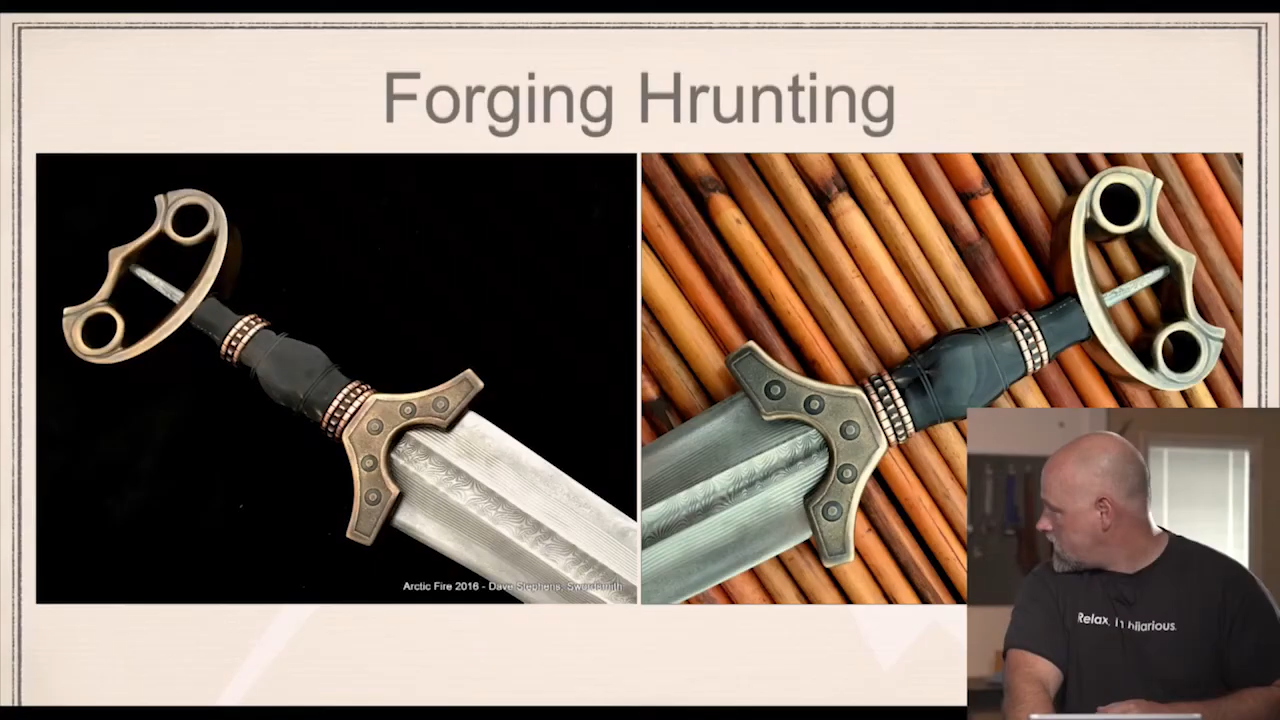 Forging Hrunting
Arctic Fire 2016 - Dave Stephens, Swordsmith
Relax, I'm hilarious.